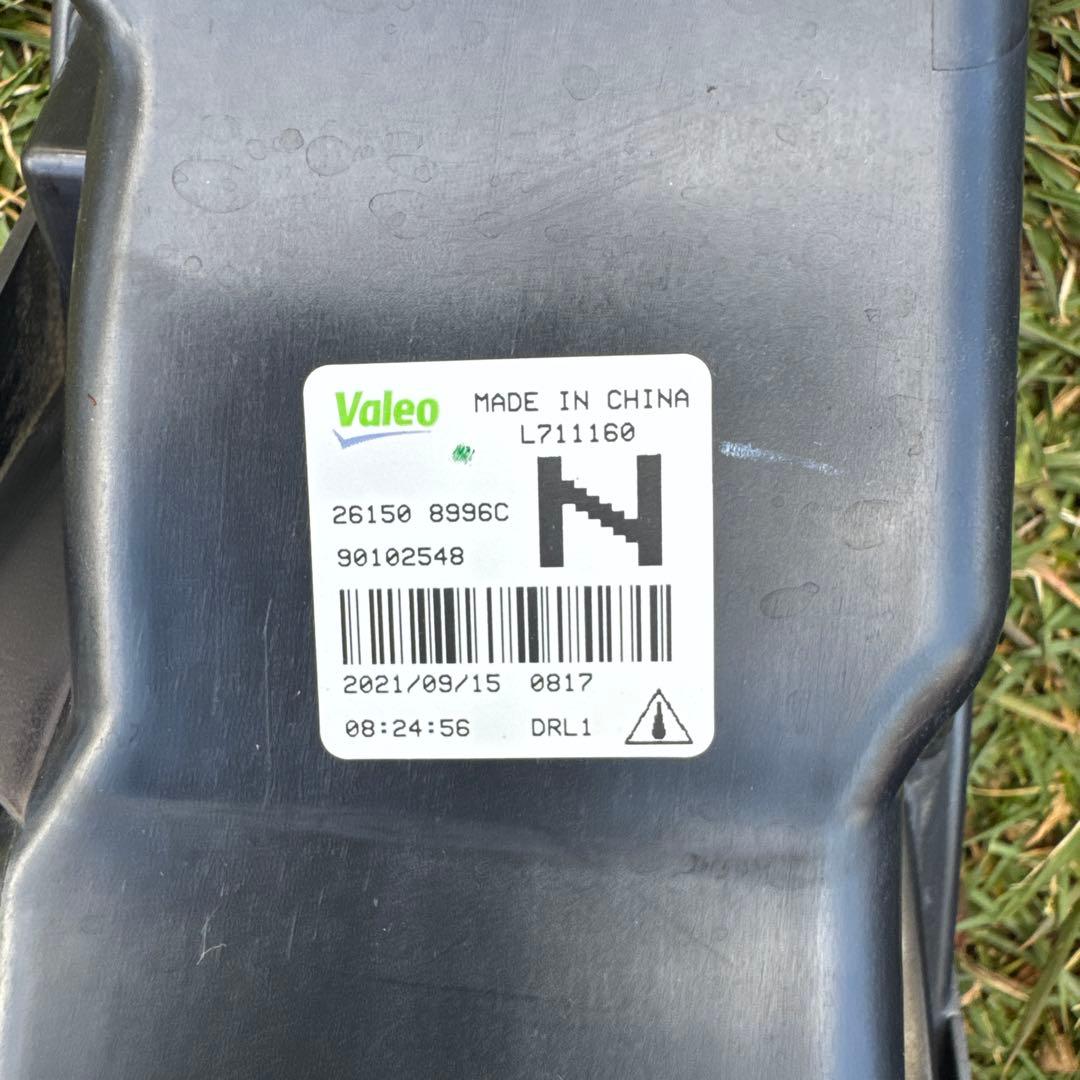 Valeo MADE IN CHINA
L711160
N
26150 8996C
90102548
2021/09/15 0817
08:24:56 DRL1